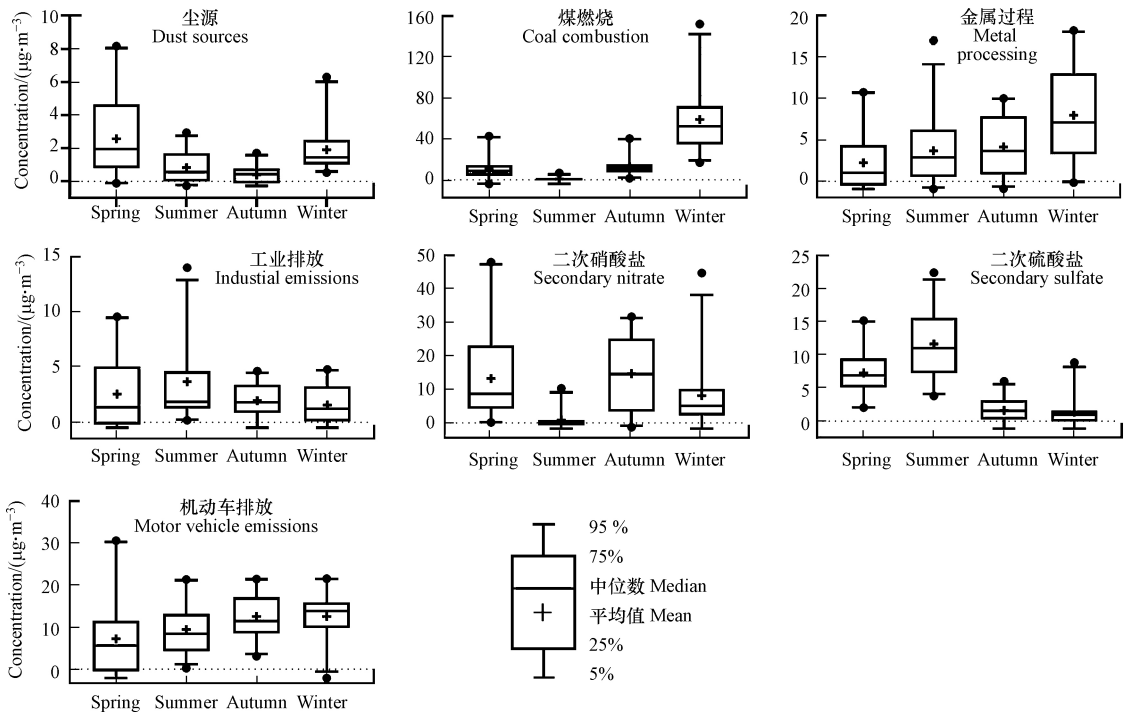 尘源
Dust sources
Concentration/(μg·m⁻³)
10
8
6
4
2
0
Spring Summer Autumn Winter
煤燃烧
Coal combustion
160
120
80
40
0
Spring Summer Autumn Winter
金属过程
Metal
processing
20
15
10
5
0
Spring Summer Autumn Winter
工业排放
Industial emissions
Concentration/(μg·m⁻³)
15
10
5
0
Spring Summer Autumn Winter
二次硝酸盐
Secondary nitrate
50
40
30
20
10
0
Spring Summer Autumn Winter
二次硫酸盐
Secondary sulfate
25
20
15
10
5
0
Spring Summer Autumn Winter
机动车排放
Motor vehicle emissions
Concentration/(μg·m⁻³)
40
30
20
10
0
Spring Summer Autumn Winter
95 %
75%
中位数 Median
平均值 Mean
25%
5%